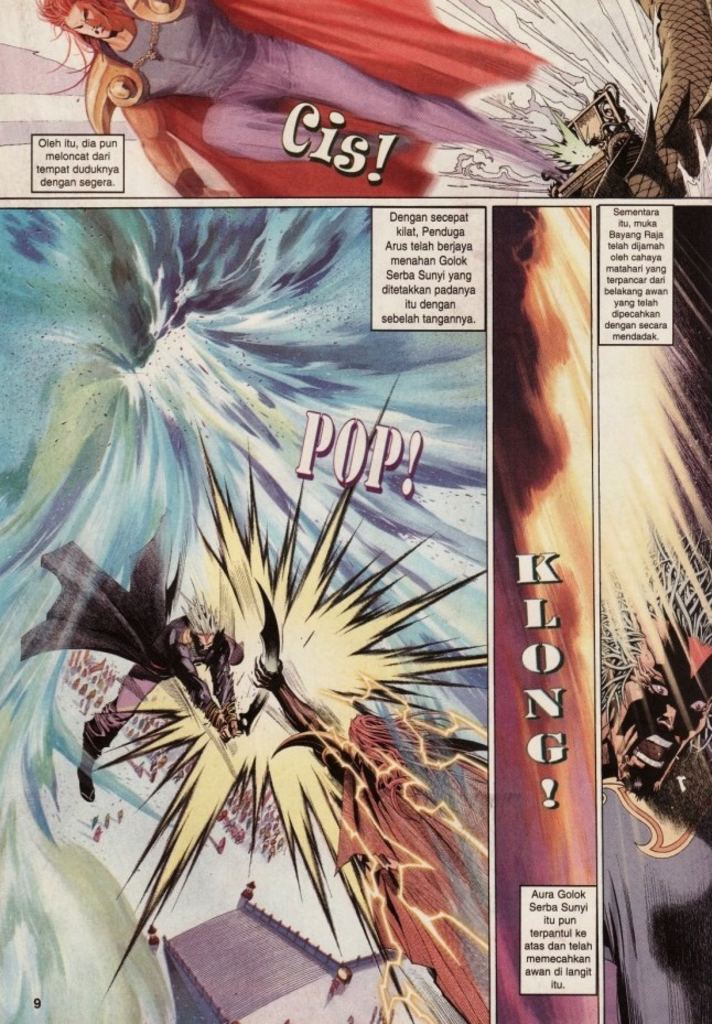 Cis!
Oleh itu, dia pun
meloncat dari
tempat duduknya
dengan segera.
Dengan secepat
kilat, Penduga
Arus telah berjaya
menahan Golok
Serba Sunyi yang
ditetakkan padanya
itu dengan
sebelah tangannya.
POP!
KLONG!
Aura Golok
Serba Sunyi
itu pun
terpantul ke
atas dan telah
memecahkan
awan di langit
itu.
Sementara
itu, muka
Bayang Raja
telah dijamah
oleh cahaya
matahari yang
terpancar dari
belakang awan
yang telah
dipecahkan
dengan secara
mendadak.
9